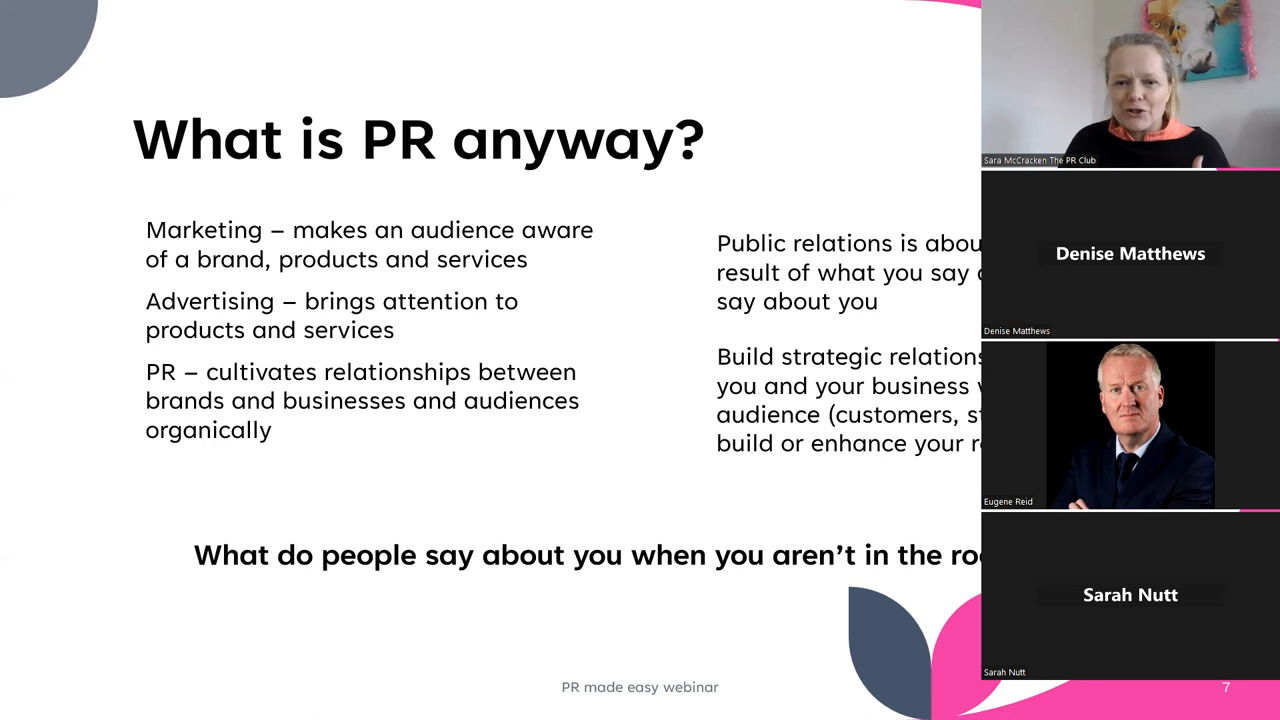 What is PR anyway?
Marketing – makes an audience aware
of a brand, products and services
Advertising – brings attention to
products and services
PR – cultivates relationships between
brands and businesses and audiences
organically
Public relations is
result of what you say
say about you
Build strategic
you and your business
audience (customers,
build or enhance your
What do people say about you when you aren’t in the
PR made easy webinar
7
Sara McCracken The PR Club
Denise Matthews
Denise Matthews
Eugene Reid
Sarah Nutt
Sarah Nutt